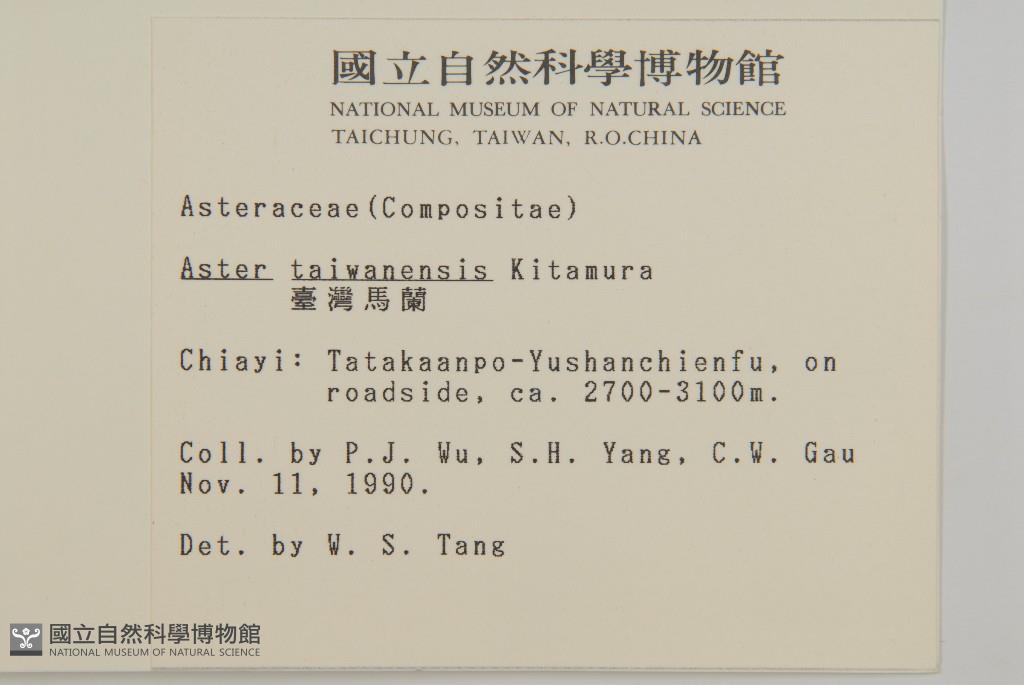 國立自然科學博物館
NATIONAL MUSEUM OF NATURAL SCIENCE
TAICHUNG, TAIWAN, R.O.CHINA
Asteraceae(Compositae)
Aster taiwanensis Kitamura
臺灣馬蘭
Chiayi: Tatakaanpo-Yushanchienfu, on
roadside, ca. 2700-3100m.
Coll. by P.J. Wu, S.H. Yang, C.W. Gau
Nov. 11, 1990.
Det. by W. S. Tang
國立自然科學博物館
NATIONAL MUSEUM OF NATURAL SCIENCE